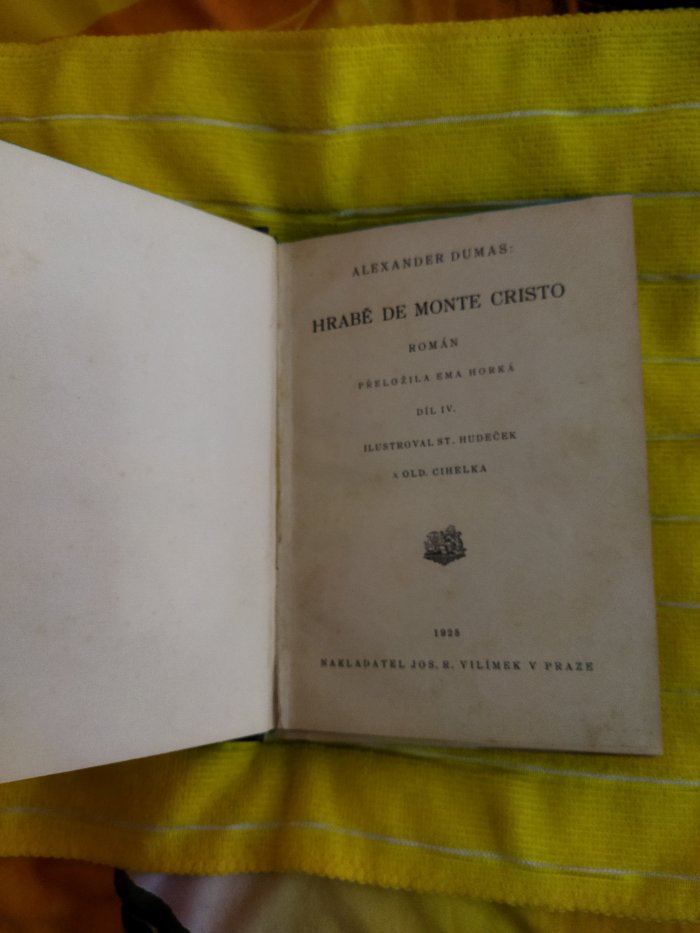 ALEXANDER DUMAS:
HRABĚ DE MONTE CRISTO
ROMÁN
PŘELOŽILA EMA HORKÁ
DÍL IV.
ILUSTROVAL ST. HUDEČEK
A OLD. CIHELKA
1925
NAKLADATEL JOS. R. VILÍMEK V PRAZE